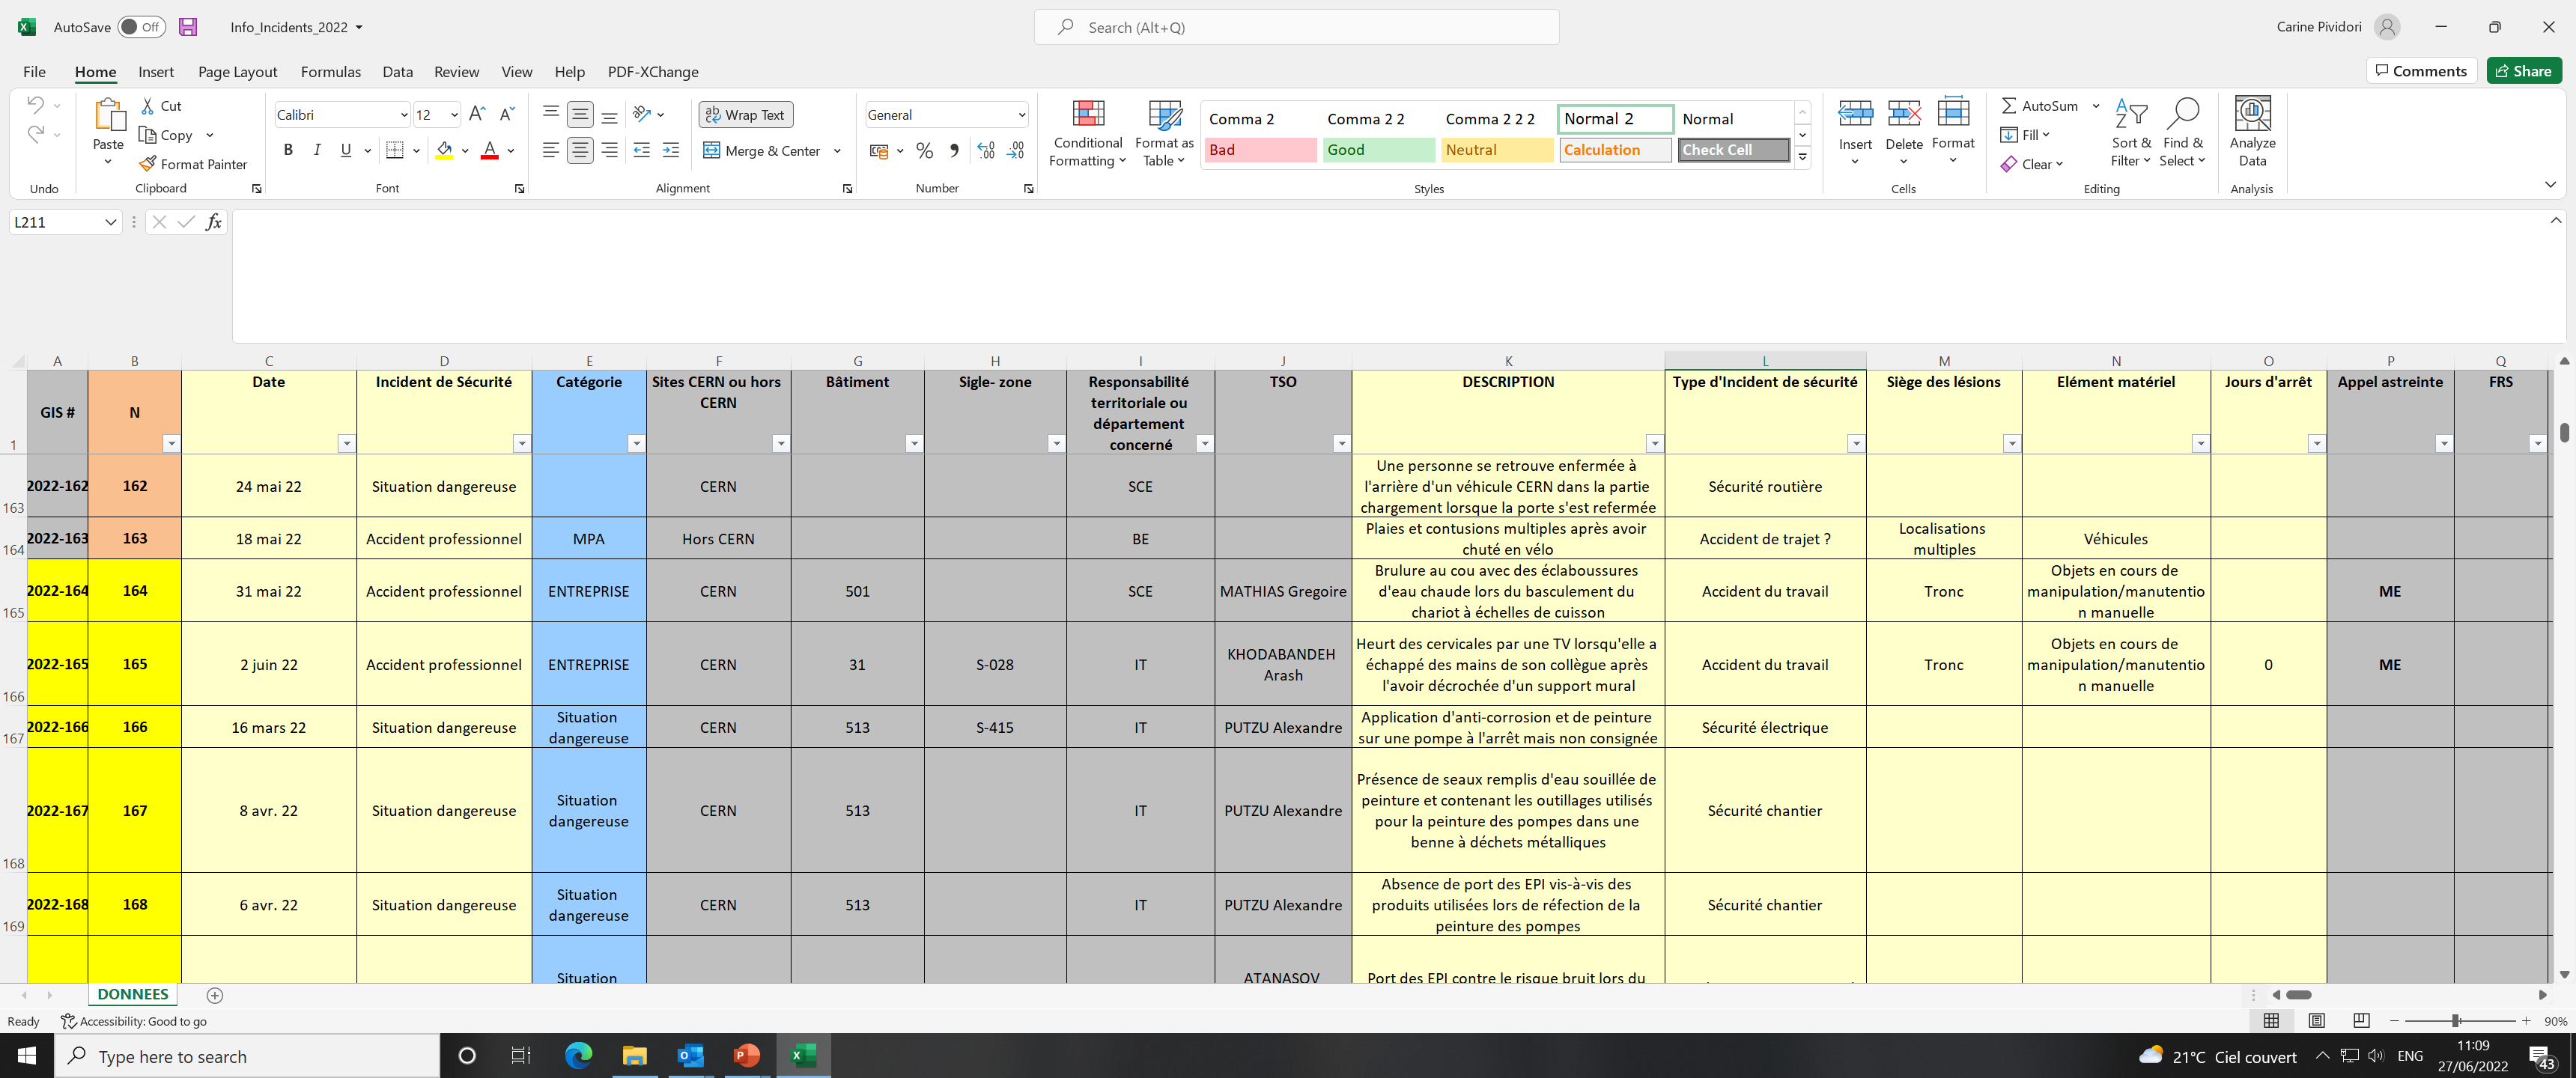 AutoSave Off Info_Incidents_2022 Search (Alt+Q) Carine Pividori
File Home Insert Page Layout Formulas Data Review View Help PDF-XChange Comments Share
Paste Cut Copy Format Painter
Calibri 12
B I U A
Wrap Text
Merge & Center
General
%
Conditional Formatting
Format as Table
Comma 2 Comma 2 2 Comma 2 2 2 Normal 2 Normal
Bad Good Neutral Calculation Check Cell
Insert Delete Format
AutoSum
Fill
Clear
Sort & Filter
Find & Select
Analyze Data
Undo Clipboard Font Alignment Number Styles Cells Editing Analysis
L211 fx
A B C D E F G H I J K L M N O P Q
1 GIS # N Date Incident de Sécurité Catégorie Sites CERN ou hors CERN Bâtiment Sigle- zone Responsabilité territoriale ou département concerné TSO DESCRIPTION Type d'Incident de sécurité Siège des lésions Elément matériel Jours d'arrêt Appel astreinte FRS
163 2022-162 162 24 mai 22 Situation dangereuse CERN SCE Une personne se retrouve enfermée à l'arrière d'un véhicule CERN dans la partie chargement lorsque la porte s'est refermée Sécurité routière
164 2022-163 163 18 mai 22 Accident professionnel MPA Hors CERN BE Plaies et contusions multiples après avoir chuté en vélo Accident de trajet ? Localisations multiples Véhicules
165 2022-164 164 31 mai 22 Accident professionnel ENTREPRISE CERN 501 SCE MATHIAS Gregoire Brulure au cou avec des éclaboussures d'eau chaude lors du basculement du chariot à échelles de cuisson Accident du travail Tronc Objets en cours de manipulation/manutentio n manuelle ME
166 2022-165 165 2 juin 22 Accident professionnel ENTREPRISE CERN 31 S-028 IT KHODABANDEH Arash Heurt des cervicales par une TV lorsqu'elle a échappé des mains de son collègue après l'avoir décrochée d'un support mural Accident du travail Tronc Objets en cours de manipulation/manutentio n manuelle 0 ME
167 2022-166 166 16 mars 22 Situation dangereuse Situation dangereuse CERN 513 S-415 IT PUTZU Alexandre Application d'anti-corrosion et de peinture sur une pompe à l'arrêt mais non consignée Sécurité électrique
168 2022-167 167 8 avr. 22 Situation dangereuse Situation dangereuse CERN 513 IT PUTZU Alexandre Présence de seaux remplis d'eau souillée de peinture et contenant les outillages utilisés pour la peinture des pompes dans une benne à déchets métalliques Sécurité chantier
169 2022-168 168 6 avr. 22 Situation dangereuse Situation dangereuse CERN 513 IT PUTZU Alexandre Absence de port des EPI vis-à-vis des produits utilisées lors de réfection de la peinture des pompes Sécurité chantier
Situation ATANASOV Port des EPI contre le risque bruit lors du
DONNEES
Ready Accessibility: Good to go 90%
Type here to search 21°C Ciel couvert ENG 11:09
27/06/2022 43